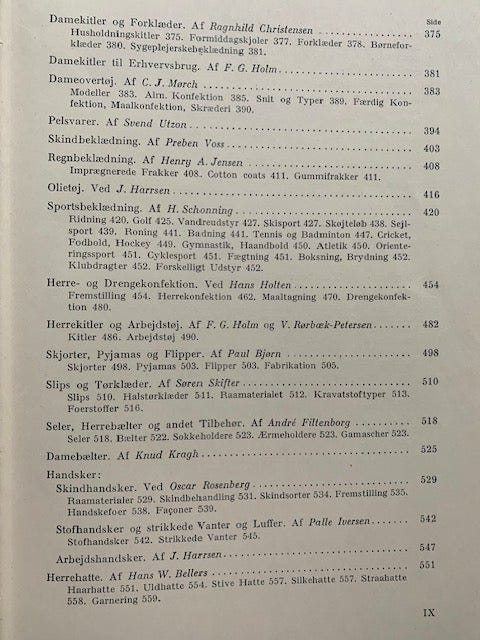 Side
Damekitler og Forklæder. Af Ragnhild Christensen 375
Husholdningskitler 375. Formiddagskjoler 377. Forklæder 378. Børnefor-
klæder 380. Sygeplejerskebeklædning 381.
Damekitler til Erhvervsbrug. Af F. G. Holm 381
Dameovertøj. Af C. J. Mørch 383
Modeller 383. Alm. Konfektion 385. Snit og Typer 389. Færdig Kon-
fektion, Maalkonfektion, Skræderi 390.
Pelsvarer. Af Svend Utzon 394
Skindbeklædning. Af Preben Voss 403
Regnbeklædning. Af Henry A. Jensen 408
Imprægnerede Frakker 408. Cotton coats 411. Gummifrakker 411.
Olietøj. Ved J. Harrsen 416
Sportsbeklædning. Af H. Schonning 420
Ridning 420. Golf 425. Vandreudstyr 427. Skisport 427. Skøjteløb 438. Sejl-
sport 439. Roning 441. Badning 441. Tennis og Badminton 447. Cricket,
Fodbold, Hockey 449. Gymnastik, Haandbold 450. Atletik 450. Oriente-
ringssport 451. Cyklesport 451. Fægtning 451. Boksning, Brydning 452.
Klubdragter 452. Forskelligt Udstyr 452.
Herre- og Drengekonfektion. Ved Hans Holten 454
Fremstilling 454. Herrekonfektion 462. Maaltagning 470. Drengekonfek-
tion 480.
Herrekitler og Arbejdstøj. Af F. G. Holm og V. Rørbæk-Petersen 482
Kitler 486. Arbejdstøj 490.
Skjorter, Pyjamas og Flipper. Af Paul Bjørn 498
Skjorter 498. Pyjamas 503. Flipper 503. Fabrikation 505.
Slips og Tørklæder. Af Søren Skifter 510
Slips 510. Halstørklæder 511. Raamaterialet 512. Kravatstoftyper 513.
Foerstoffer 516.
Seler, Herrebælter og andet Tilbehør. Af André Filtenborg 518
Seler 518. Bælter 522. Sokkeholdere 523. Ærmeholdere 523. Gamascher 523.
Damebælter. Af Knud Kragh 525
Handsker:
Skindhandsker. Ved Oscar Rosenberg 529
Raamaterialer 529. Skindbehandling 531. Skindsorter 534. Fremstilling 535.
Handskefoer 538. Façoner 539.
Stofhandsker og strikkede Vanter og Luffer. Af Palle Iversen 542
Stofhandsker 542. Strikkede Vanter 545.
Arbejdshandsker. Af J. Harrsen 547
Herrehatte. Af Hans W. Bellers 551
Haarhatte 551. Uldhatte 554. Stive Hatte 557. Silkehatte 557. Straahatte
558. Garnering 559.
IX